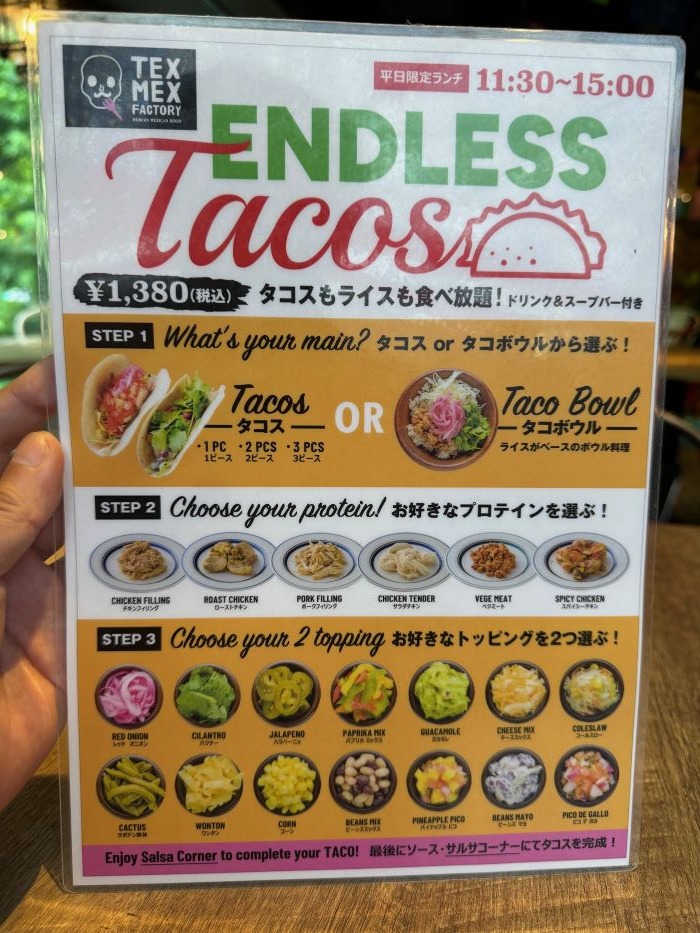 TEX
MEX
FACTORY
平日限定ランチ 11:30~15:00
ENDLESS
Tacos
¥1,380(税込) タコスもライスも食べ放題！ドリンク&スープバー付き
STEP 1 What's your main? タコス or タコボウルから選ぶ！
Tacos
タコス
・1 PC ・2 PCS ・3 PCS
1ピース 2ピース 3ピース
OR
Taco Bowl
タコボウル
ライスがベースのボウル料理
STEP 2 Choose your protein! お好きなプロテインを選ぶ！
CHICKEN FILLING ROAST CHICKEN PORK FILLING CHICKEN TENDER VEGE MEAT SPICY CHICKEN
チキンフィリング ローストチキン ポークフィリング サラダチキン ベジミート スパイシーチキン
STEP 3 Choose your 2 topping お好きなトッピングを2つ選ぶ！
RED ONION CILANTRO JALAPENO PAPRIKA MIX GUACAMOLE CHEESE MIX COLESLAW
レッド オニオン パクチー ハラペーニョ パプリカ ミックス ワカモレ チーズミックス コールスロー
CACTUS WONTON CORN BEANS MIX PINEAPPLE PICO BEANS MAYO PICO DE GALLO
ワンタン コーン ビーンズミックス パイナップル ピコ ビーンズ マヨ ピコ デ ガヨ
Enjoy Salsa Corner to complete your TACO! 最後にソース・サルサコーナーにてタコスを完成！